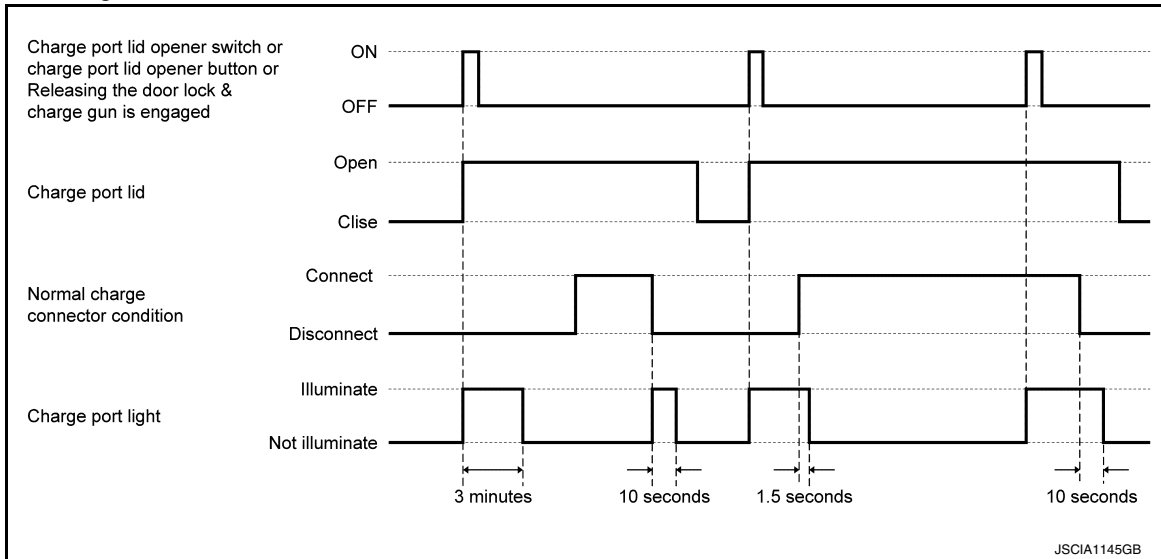 Charge port lid opener switch or
charge port lid opener button or
Releasing the door lock &
charge gun is engaged
ON
OFF
Charge port lid
Open
Clise
Normal charge
connector condition
Connect
Disconnect
Charge port light
Illuminate
Not illuminate
3 minutes
10 seconds
1.5 seconds
10 seconds
JSCIA1145GB